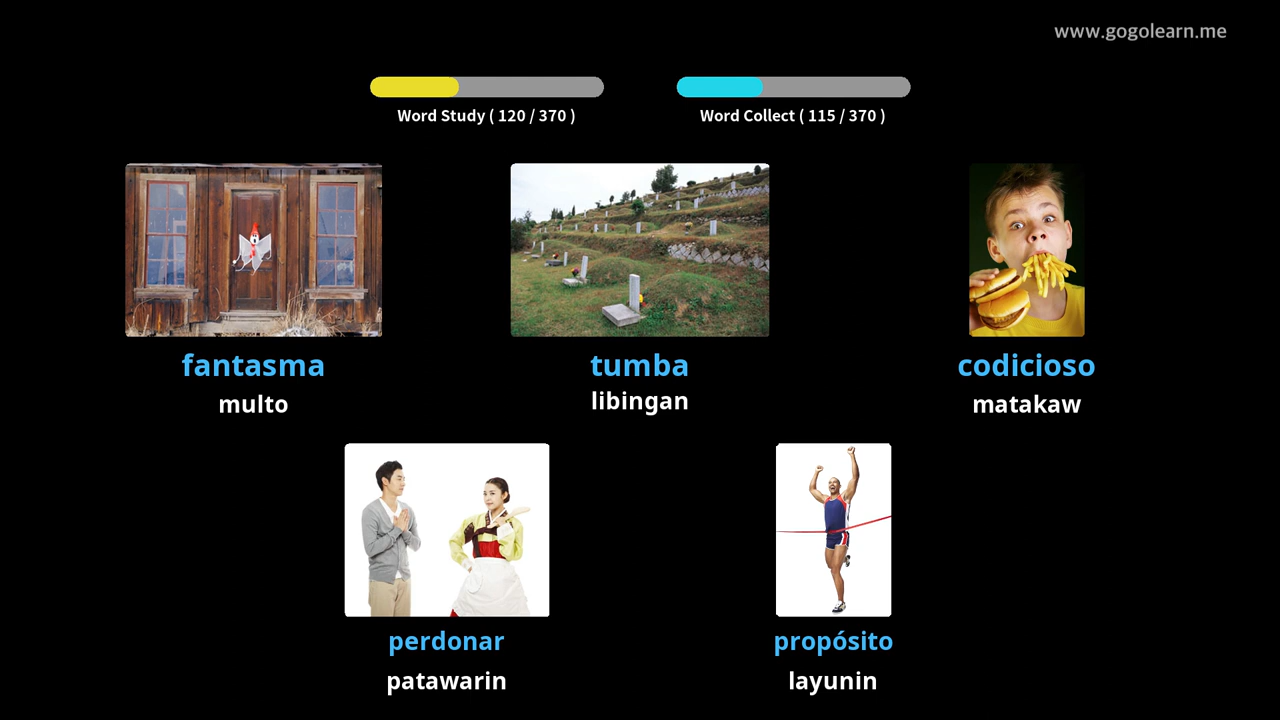 www.gogolearn.me
Word Study ( 120 / 370 )
Word Collect ( 115 / 370 )
fantasma
multo
tumba
libingan
codicioso
matakaw
perdonar
patawarin
propósito
layunin